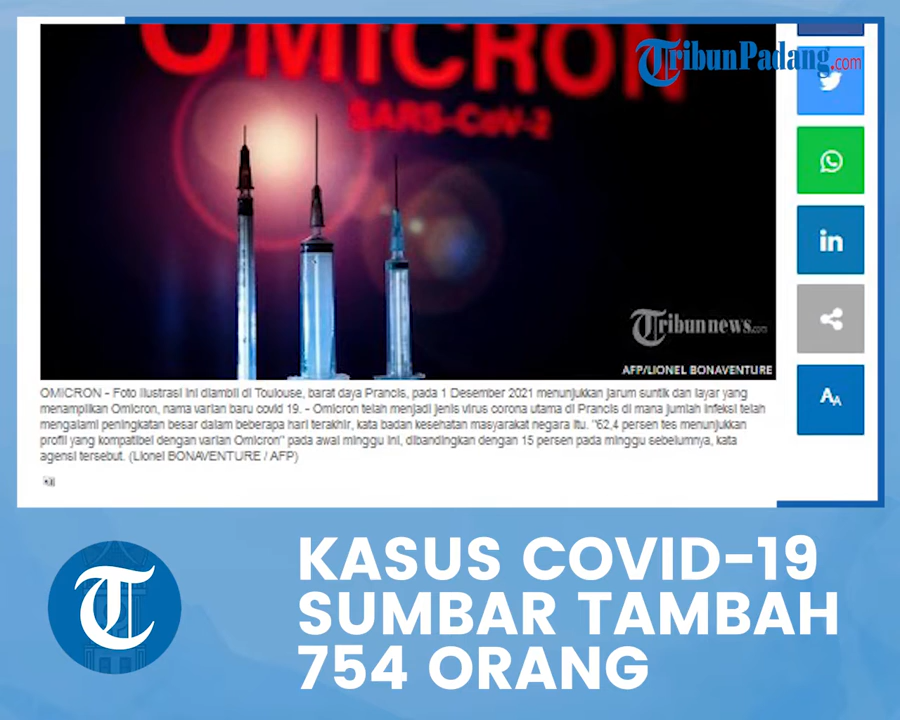 OMICRON
TribunPadang.com
SARS-CoV-2
in
Tribunnews.com
AFP/LIONEL BONAVENTURE
AA
OMICRON - Foto ilustrasi ini diambil di Toulouse, barat daya Prancis, pada 1 Desember 2021 menunjukkan jarum suntik dan layar yang
menampilkan Omicron, nama varian baru covid 19. - Omicron telah menjadi jenis virus corona utama di Prancis di mana jumlah infeksi telah
mengalami peningkatan besar dalam beberapa hari terakhir, kata badan kesehatan masyarakat negara itu. "62,4 persen tes menunjukkan
profil yang kompatibel dengan varian Omicron" pada awal minggu ini, dibandingkan dengan 15 persen pada minggu sebelumnya, kata
agensi tersebut. (Lionel BONAVENTURE / AFP)
T
KASUS COVID-19
SUMBAR TAMBAH
754 ORANG